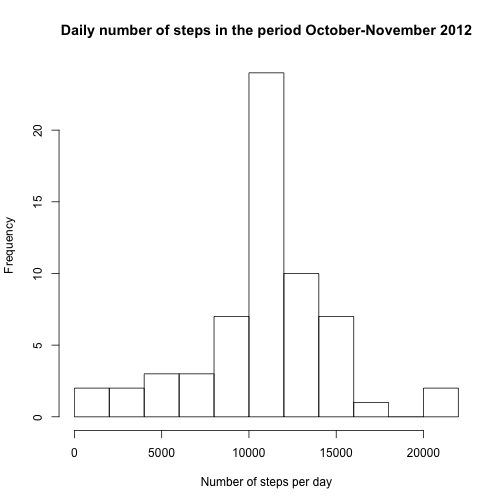 Daily number of steps in the period October-November 2012
Frequency
20
15
10
5
0
0 5000 10000 15000 20000
Number of steps per day